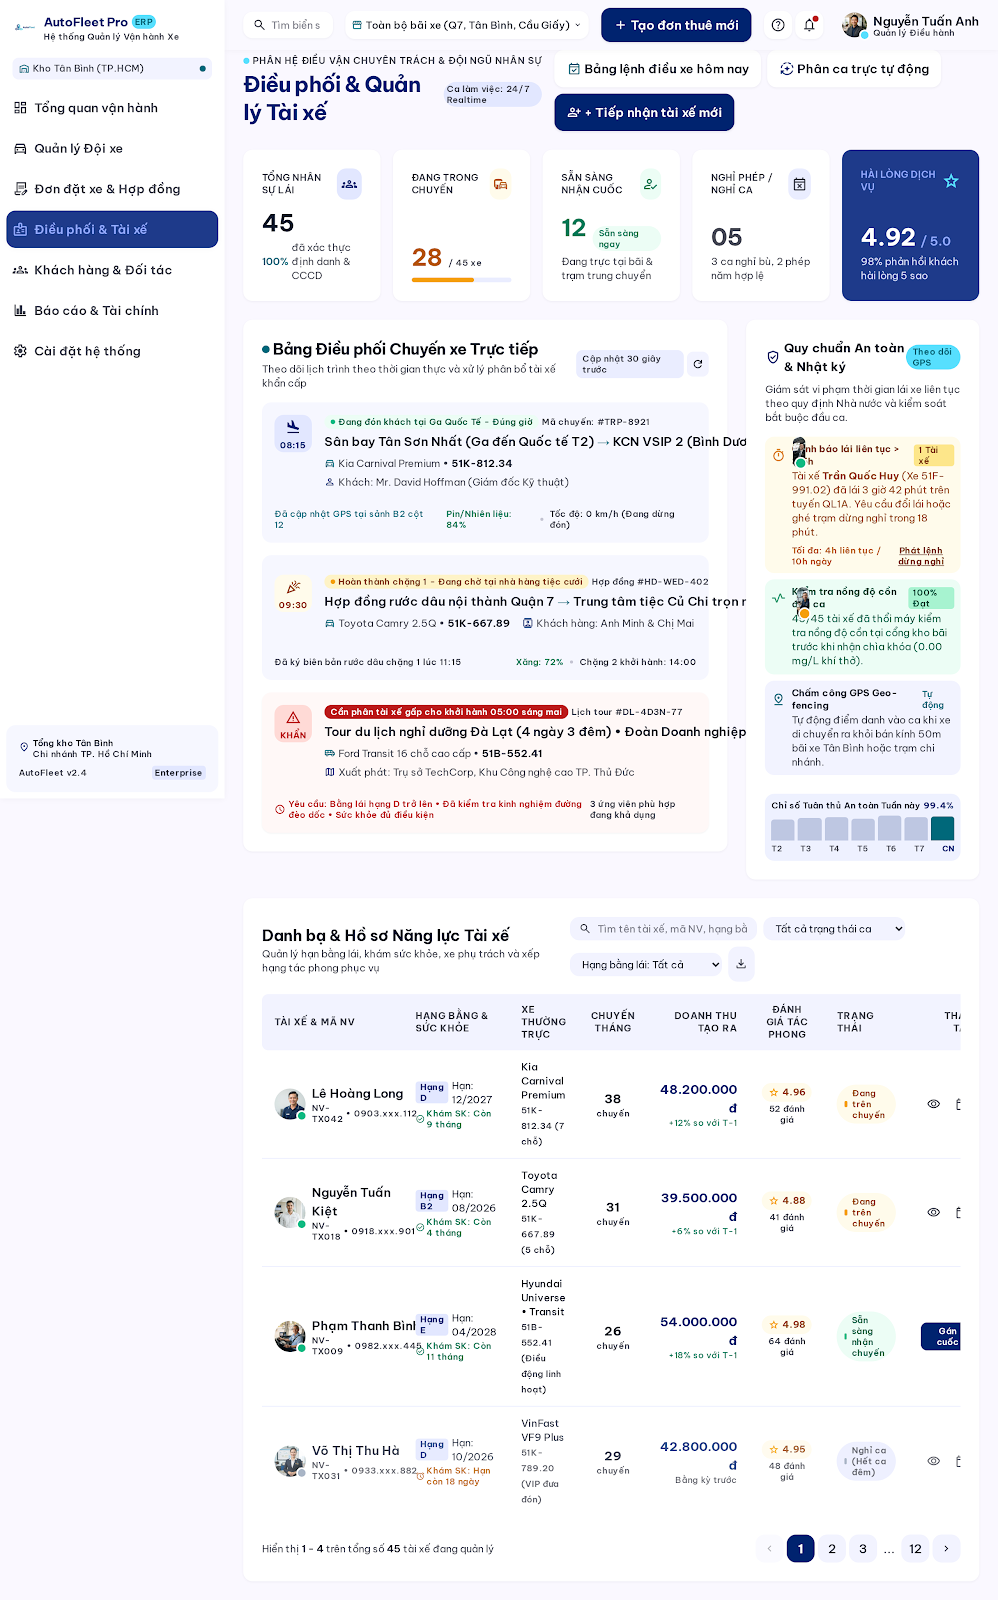 AutoFleet Pro ERP
Hệ thống Quản lý Vận hành Xe
Kho Tân Bình (TP.HCM)
Tổng quan vận hành
Quản lý Đội xe
Đơn đặt xe & Hợp đồng
Điều phối & Tài xế
Khách hàng & Đối tác
Báo cáo & Tài chính
Cài đặt hệ thống
Tổng kho Tân Bình
Chi nhánh TP. Hồ Chí Minh
AutoFleet v2.4 Enterprise
Tìm biển s
Toàn bộ bãi xe (Q7, Tân Bình, Cầu Giấy)
+ Tạo đơn thuê mới
Nguyễn Tuấn Anh
Quản lý Điều hành
PHÂN HỆ ĐIỀU VẬN CHUYÊN TRÁCH & ĐỘI NGŨ NHÂN SỰ
Điều phối & Quản
lý Tài xế
Ca làm việc: 24/7
Realtime
Bảng lệnh điều xe hôm nay
Phân ca trực tự động
+ Tiếp nhận tài xế mới
TỔNG NHÂN
SỰ LÁI
45
100%
đã xác thực
định danh &
CCCD
ĐANG TRONG
CHUYẾN
28 / 45 xe
SẴN SÀNG
NHẬN CUỐC
12
Sẵn sàng
ngay
Đang trực tại bãi &
trạm trung chuyển
NGHỈ PHÉP /
NGHỈ CA
05
3 ca nghỉ bù, 2 phép
năm hợp lệ
HÀI LÒNG DỊCH
VỤ
4.92 / 5.0
98% phản hồi khách
hài lòng 5 sao
Bảng Điều phối Chuyến xe Trực tiếp
Theo dõi lịch trình theo thời gian thực và xử lý phân bổ tài xế
khẩn cấp
Cập nhật 30 giây
trước
08:15
Đang đón khách tại Ga Quốc Tế - Đúng giờ Mã chuyến: #TRP-8921
Sân bay Tân Sơn Nhất (Ga đến Quốc tế T2) → KCN VSIP 2 (Bình Dươ
Kia Carnival Premium • 51K-812.34
Khách: Mr. David Hoffman (Giám đốc Kỹ thuật)
Đã cập nhật GPS tại sảnh B2 cột
12
Pin/Nhiên liệu:
84%
Tốc độ: 0 km/h (Đang dừng
đón)
09:30
Hoàn thành chặng 1 - Đang chờ tại nhà hàng tiệc cưới Hợp đồng #HD-WED-402
Hợp đồng rước dâu nội thành Quận 7 → Trung tâm tiệc Củ Chi trọn n
Toyota Camry 2.5Q • 51K-667.89 Khách hàng: Anh Minh & Chị Mai
Đã ký biên bản rước dâu chặng 1 lúc 11:15 Xăng: 72% • Chặng 2 khởi hành: 14:00
KHẨN
Cần phân tài xế gấp cho khởi hành 05:00 sáng mai Lịch tour #DL-4D3N-77
Tour du lịch nghỉ dưỡng Đà Lạt (4 ngày 3 đêm) • Đoàn Doanh nghiệp
Ford Transit 16 chỗ cao cấp • 51B-552.41
Xuất phát: Trụ sở TechCorp, Khu Công nghệ cao TP. Thủ Đức
Yêu cầu: Bằng lái hạng D trở lên • Đã kiểm tra kinh nghiệm đường
đèo dốc • Sức khỏe đủ điều kiện
3 ứng viên phù hợp
đang khả dụng
Quy chuẩn An toàn
& Nhật ký
Theo dõi
GPS
Giám sát vi phạm thời gian lái xe liên tục
theo quy định Nhà nước và kiểm soát
bắt buộc đầu ca.
báo lái liên tục >
1 Tài
xế
Tài xế Trần Quốc Huy (Xe 51F-
991.02) đã lái 3 giờ 42 phút trên
tuyến QL1A. Yêu cầu đổi lái hoặc
ghé trạm dừng nghỉ trong 18
phút.
Tối đa: 4h liên tục /
10h ngày
Phát lệnh
dừng nghỉ
tra nồng độ cồn
ca
100%
Đạt
45/45 tài xế đã thổi máy kiểm
tra nồng độ cồn tại cổng kho bãi
trước khi nhận chìa khóa (0.00
mg/L khí thở).
Chấm công GPS Geo-
fencing
Tự
động
Tự động điểm danh vào ca khi xe
di chuyển ra khỏi bán kính 50m
bãi xe Tân Bình hoặc trạm chi
nhánh.
Chỉ số Tuân thủ An toàn Tuần này 99.4%
T2 T3 T4 T5 T6 T7 CN
Danh bạ & Hồ sơ Năng lực Tài xế
Quản lý hạn bằng lái, khám sức khỏe, xe phụ trách và xếp
hạng tác phong phục vụ
Tìm tên tài xế, mã NV, hạng bằ
Tất cả trạng thái ca
Hạng bằng lái: Tất cả
TÀI XẾ & MÃ NV
HẠNG BẰNG &
SỨC KHỎE
XE
THƯỜNG
TRỰC
CHUYẾN
THÁNG
DOANH THU
TẠO RA
ĐÁNH
GIÁ TÁC
PHONG
TRẠNG
THÁI
THA
T
Lê Hoàng Long
NV-
TX042
• 0903.xxx.112
Hạng
D
Hạn:
12/2027
Khám SK: Còn
9 tháng
Kia
Carnival
Premium
51K-
812.34 (7
chỗ)
38
chuyến
48.200.000
đ
+12% so với T-1
4.96
52 đánh
giá
Đang
trên
chuyến
Nguyễn Tuấn
Kiệt
NV-
TX018
• 0918.xxx.901
Hạng
B2
Hạn:
08/2026
Khám SK: Còn
4 tháng
Toyota
Camry
2.5Q
51K-
667.89
(5 chỗ)
31
chuyến
39.500.000
đ
+6% so với T-1
4.88
41 đánh
giá
Đang
trên
chuyến
Phạm Thanh Bình
NV-
TX009
• 0982.xxx.445
Hạng
E
Hạn:
04/2028
Khám SK: Còn
11 tháng
Hyundai
Universe
• Transit
51B-
552.41
(Điều
động linh
hoạt)
26
chuyến
54.000.000
đ
+18% so với T-1
4.98
64 đánh
giá
Sẵn
sàng
nhận
chuyến
Gán
cuốc
Võ Thị Thu Hà
NV-
TX031
• 0933.xxx.882
Hạng
D
Hạn:
10/2026
Khám SK: Hạn
còn 18 ngày
VinFast
VF9 Plus
51K-
789.20
(VIP đưa
đón)
29
chuyến
42.800.000
đ
Bằng kỳ trước
4.95
48 đánh
giá
Nghỉ ca
(Hết ca
đêm)
Hiển thị 1 - 4 trên tổng số 45 tài xế đang quản lý
‹ 1 2 3 ... 12 ›